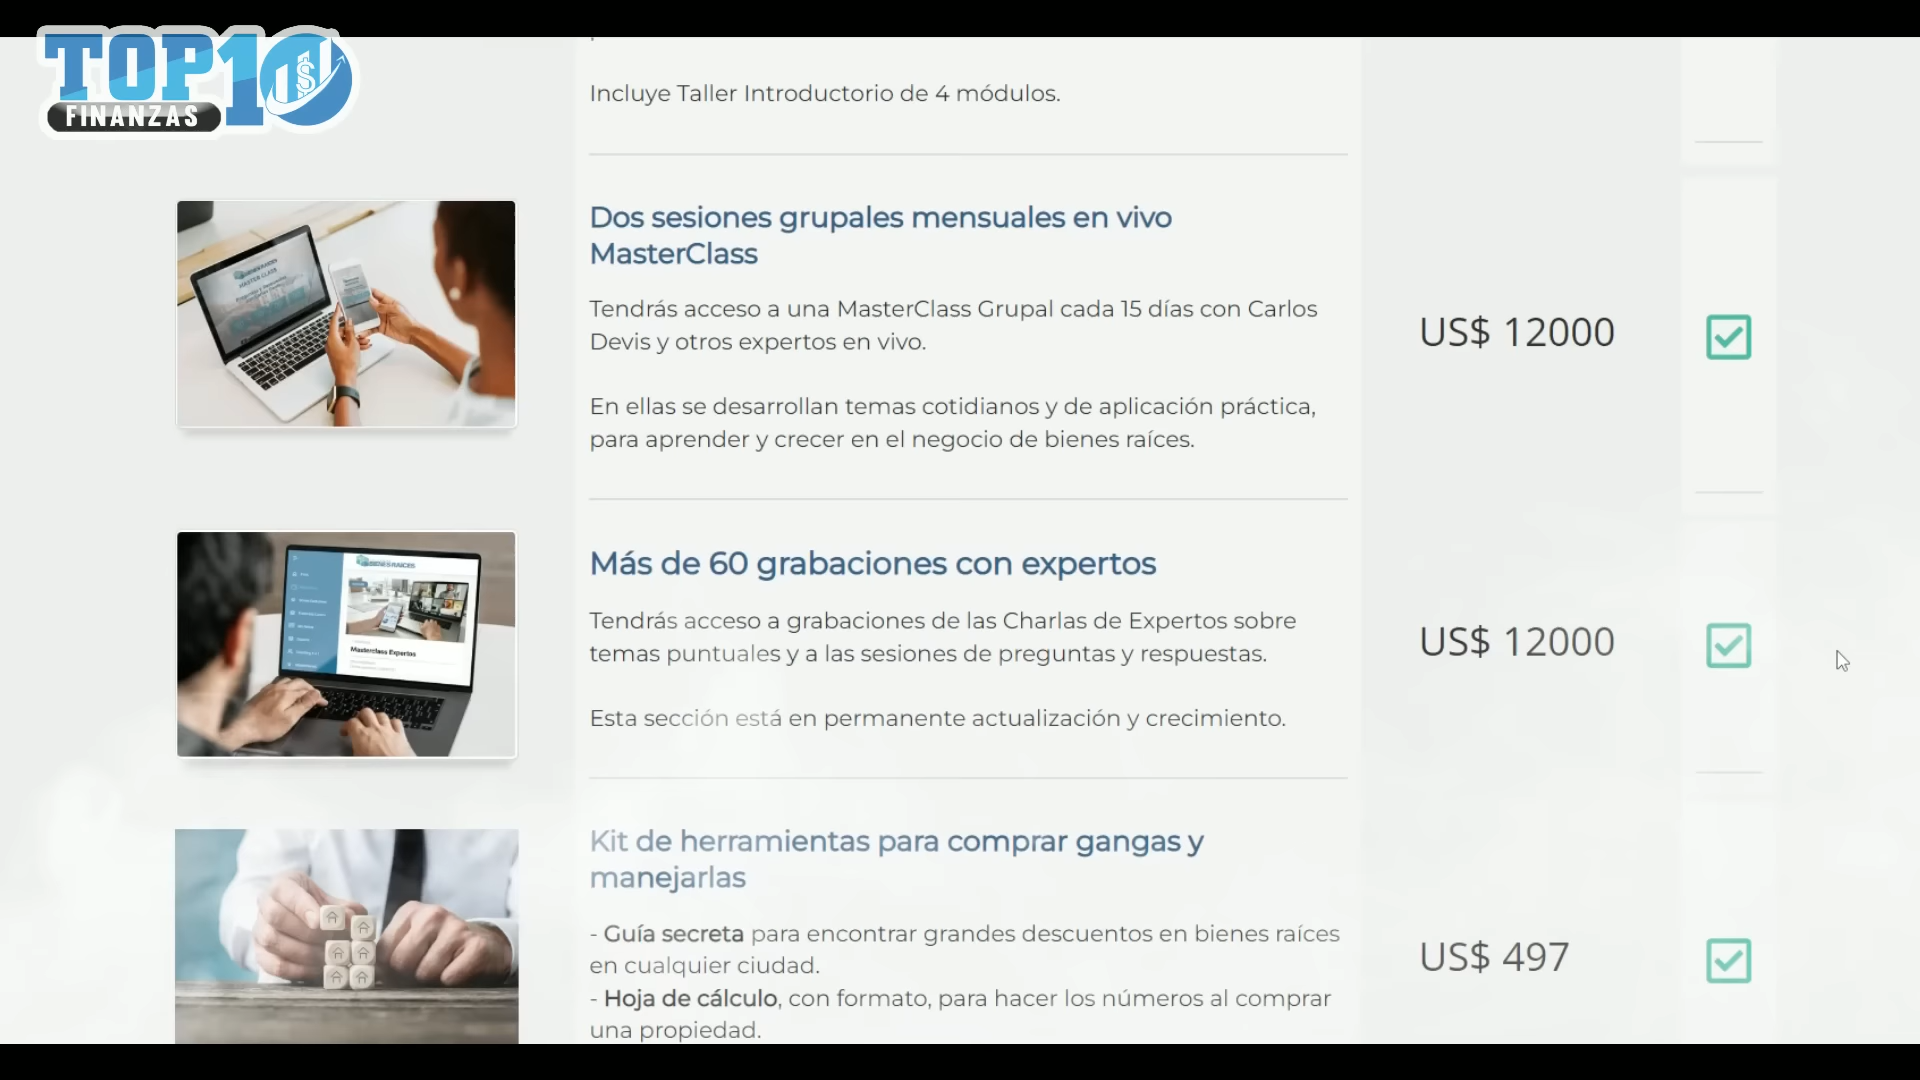 TOP10
FINANZAS
Incluye Taller Introductorio de 4 módulos.
Dos sesiones grupales mensuales en vivo
MasterClass
Tendrás acceso a una MasterClass Grupal cada 15 días con Carlos
Devis y otros expertos en vivo.
En ellas se desarrollan temas cotidianos y de aplicación práctica,
para aprender y crecer en el negocio de bienes raíces.
US$ 12000
MASTER CLASS
Más de 60 grabaciones con expertos
Tendrás acceso a grabaciones de las Charlas de Expertos sobre
temas puntuales y a las sesiones de preguntas y respuestas.
Esta sección está en permanente actualización y crecimiento.
US$ 12000
BIENES RAÍCES
Masterclass Expertos
Kit de herramientas para comprar gangas y
manejarlas
- Guía secreta para encontrar grandes descuentos en bienes raíces
en cualquier ciudad.
- Hoja de cálculo, con formato, para hacer los números al comprar
una propiedad.
US$ 497